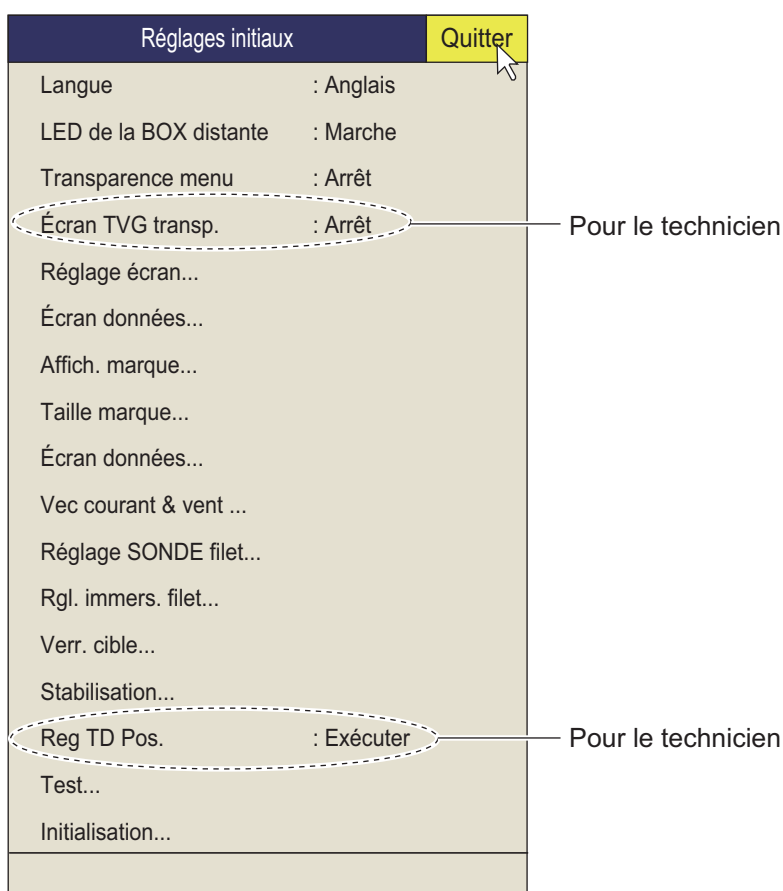 Réglages initiaux Quitter
Langue : Anglais
LED de la BOX distante : Marche
Transparence menu : Arrêt
Écran TVG transp. : Arrêt Pour le technicien
Réglage écran...
Écran données...
Affich. marque...
Taille marque...
Écran données...
Vec courant & vent ...
Réglage SONDE filet...
Rgl. immers. filet...
Verr. cible...
Stabilisation...
Reg TD Pos. : Exécuter Pour le technicien
Test...
Initialisation...